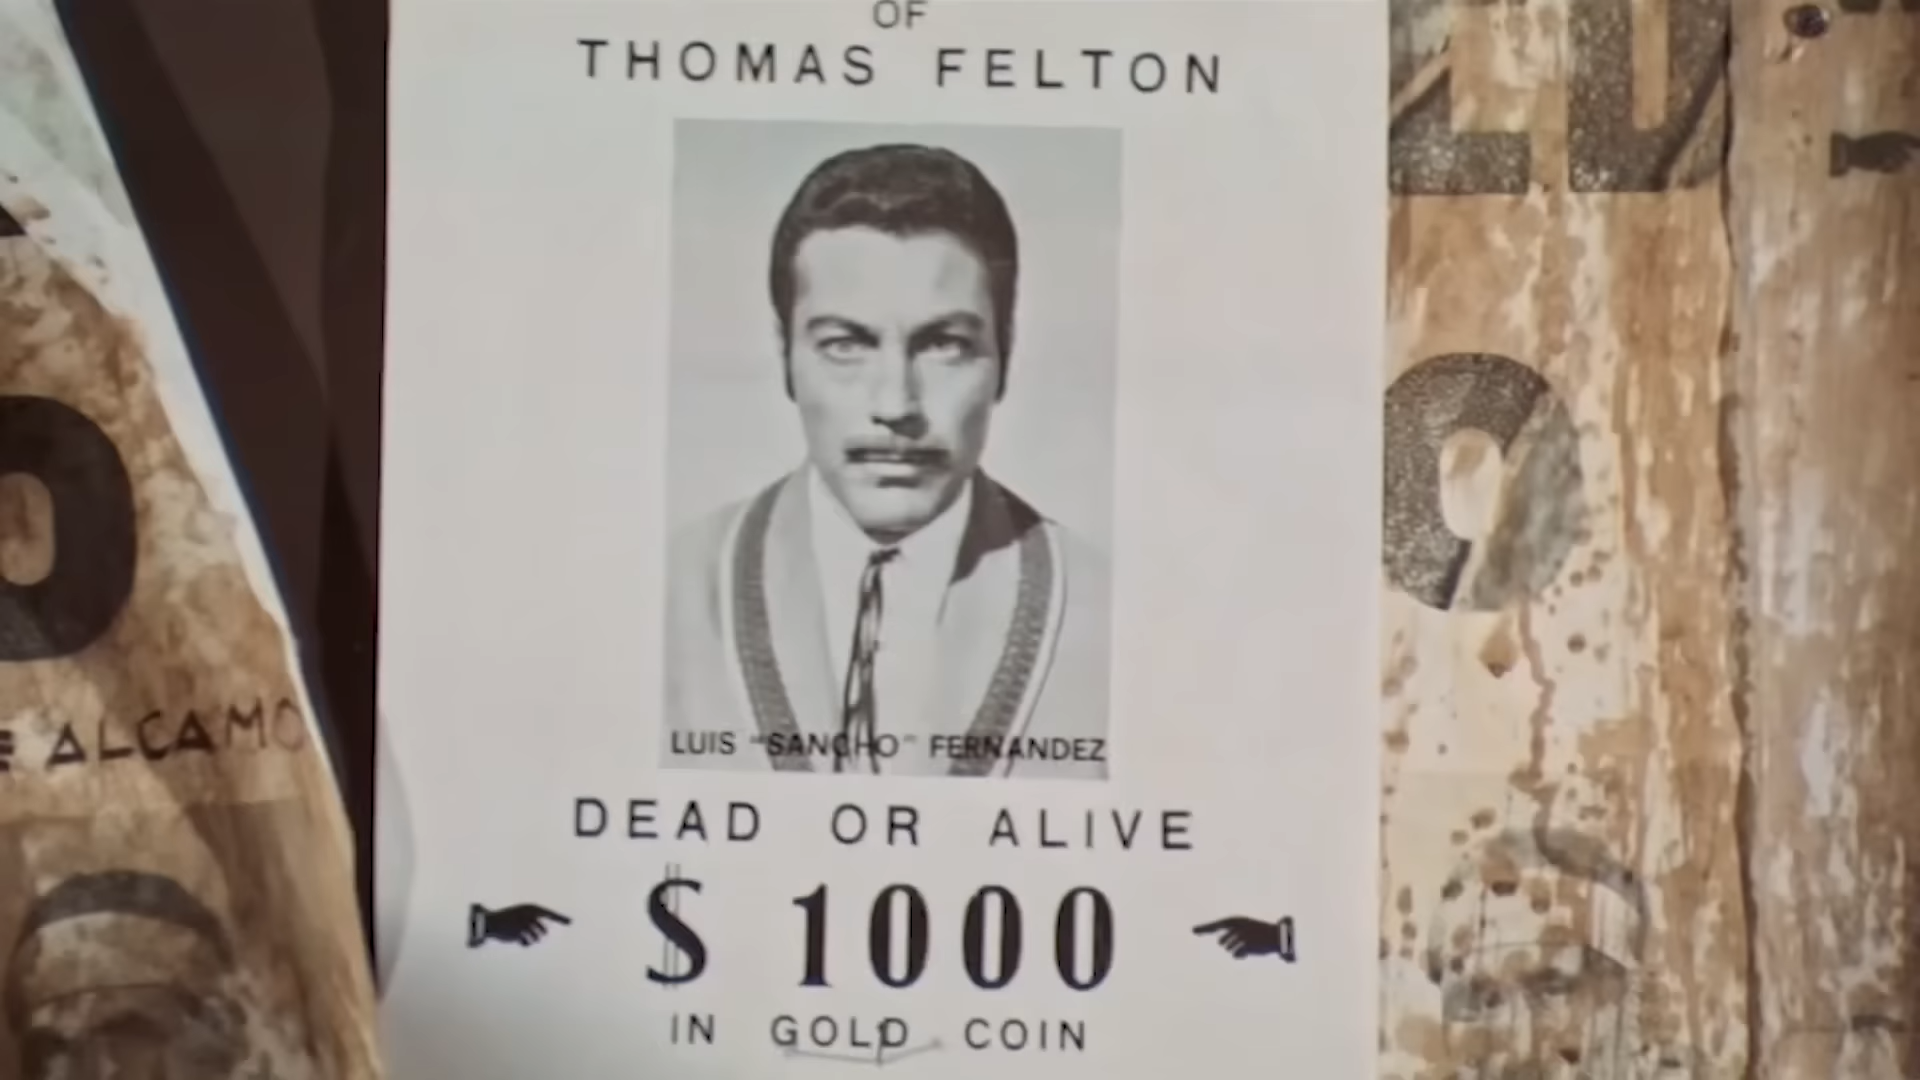 OF
THOMAS FELTON
LUIS "SANCHO" FERNANDEZ
DEAD OR ALIVE
$ 1000
IN GOLD COIN
ALCAMO